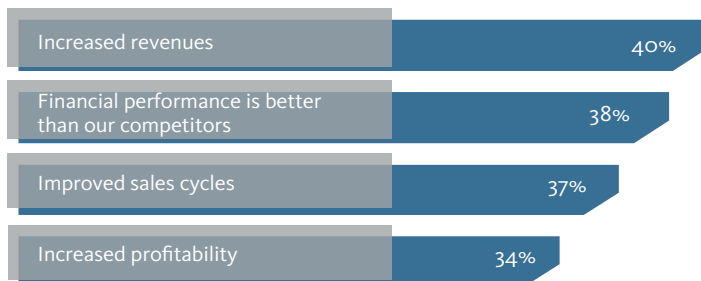 Increased revenues 40%
Financial performance is better
than our competitors 38%
Improved sales cycles 37%
Increased profitability 34%